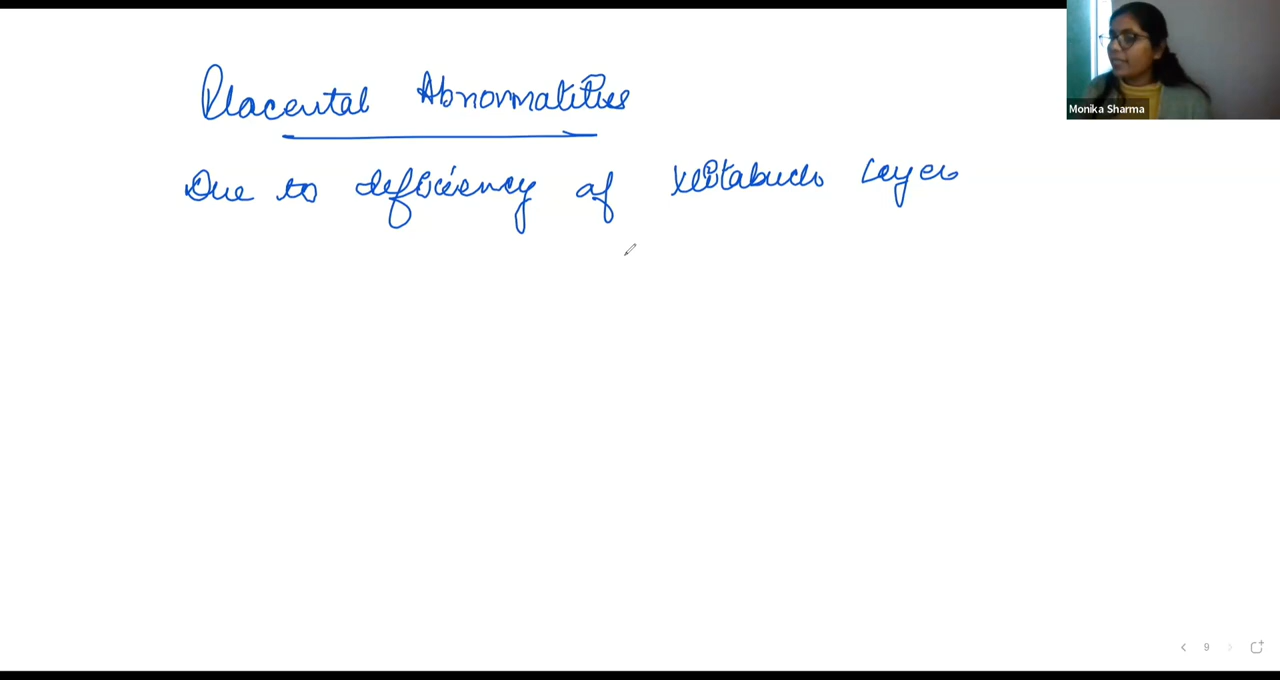 Placental Abnormalities
Due to deficiency of Nitabuch layer
Monika Sharma
9